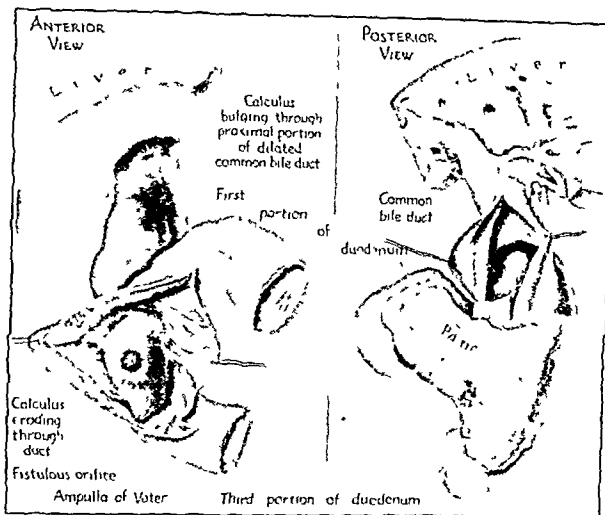 ANTERIOR
VIEW
Liver
Calculus
bulging through
proximal portion
of dilated
common bile duct
First
portion
of
duodenum
Calculus
eroding
through
duct
Fistulous orifice
Ampulla of Vater
Third portion of duodenum
POSTERIOR
VIEW
Liver
Common
bile duct
Panc